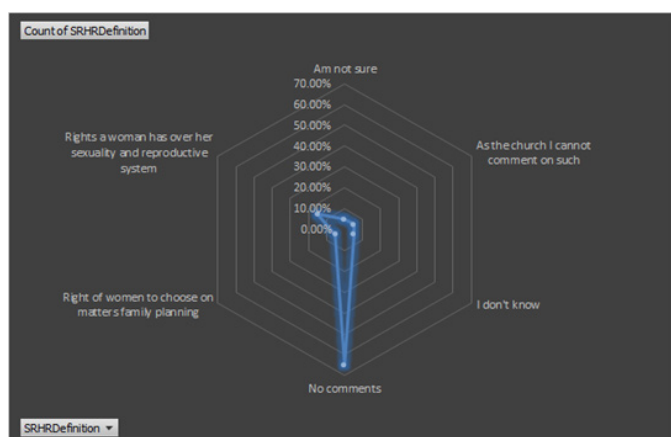 Count of SRHRDefinition
Am not sure
70.00%
60.00%
50.00%
40.00%
30.00%
20.00%
10.00%
0.00%
Rights a woman has over her
sexuality and reproductive
system
As the church I cannot
comment on such
Right of women to choose on
matters family planning
I don't know
No comments
SRHRDefinition